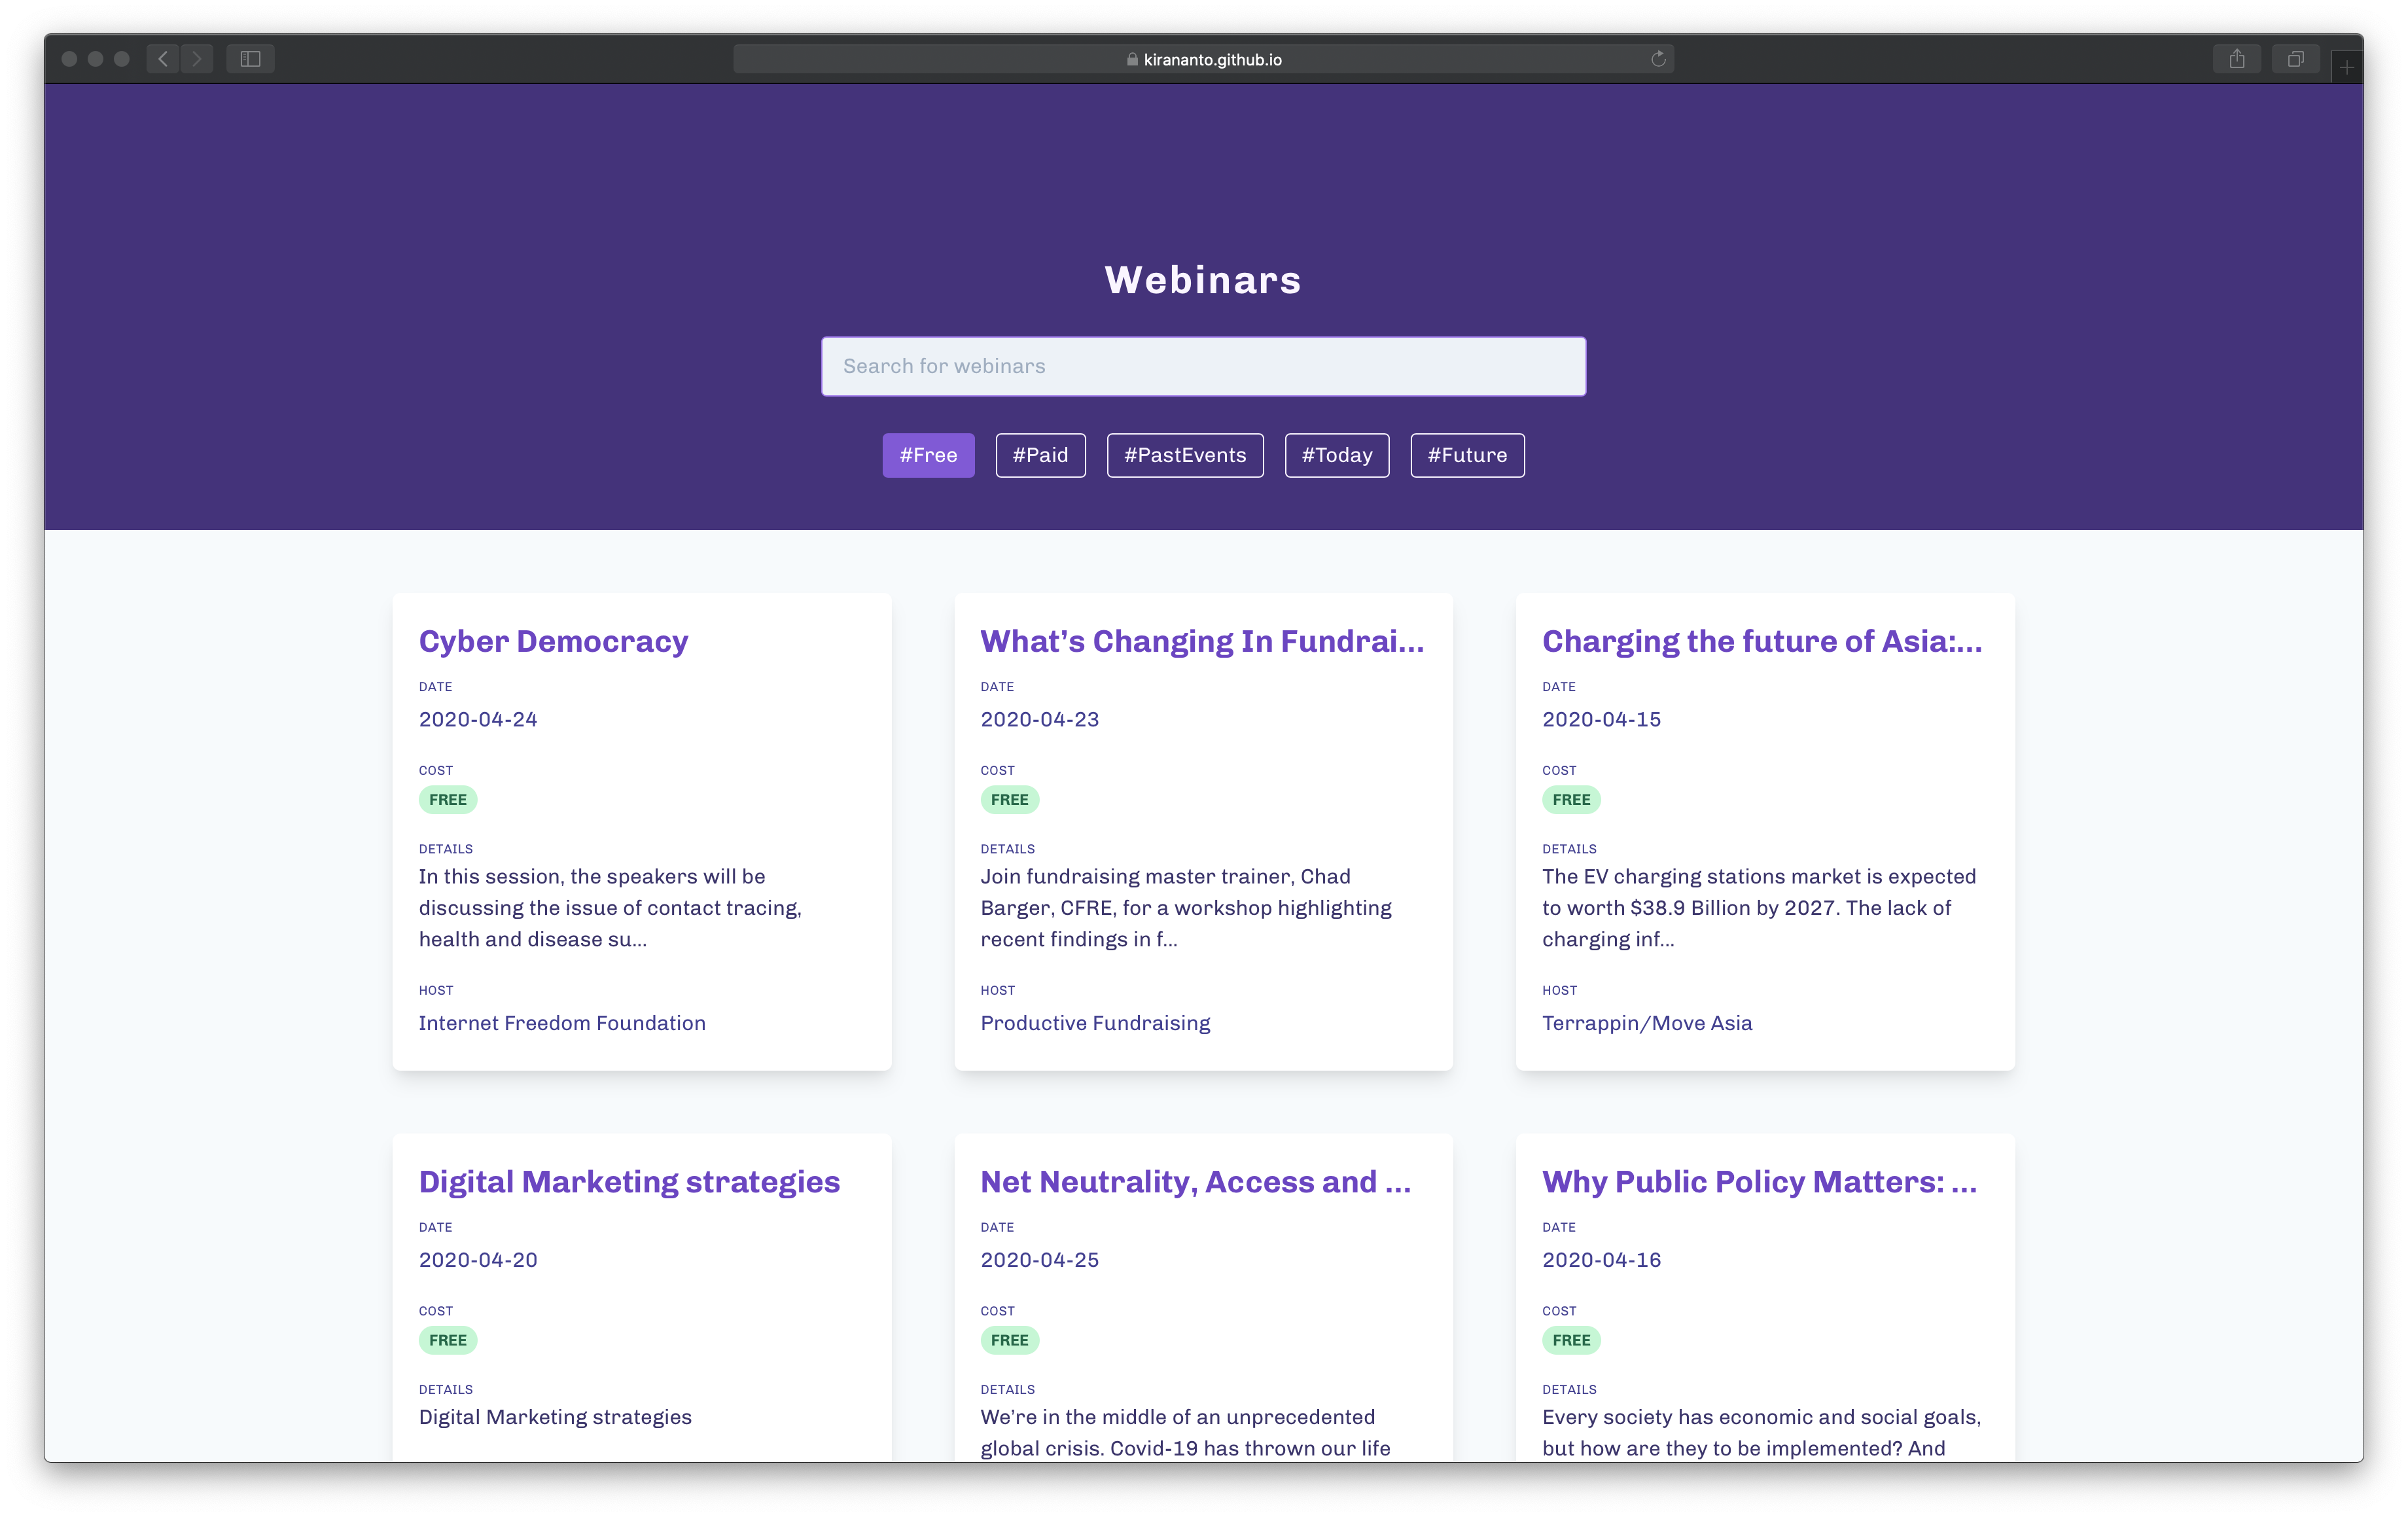 kirananto.github.io
Webinars
Search for webinars
#Free #Paid #PastEvents #Today #Future
Cyber Democracy
DATE
2020-04-24
COST
FREE
DETAILS
In this session, the speakers will be
discussing the issue of contact tracing,
health and disease su...
HOST
Internet Freedom Foundation
What's Changing In Fundrai...
DATE
2020-04-23
COST
FREE
DETAILS
Join fundraising master trainer, Chad
Barger, CFRE, for a workshop highlighting
recent findings in f...
HOST
Productive Fundraising
Charging the future of Asia:...
DATE
2020-04-15
COST
FREE
DETAILS
The EV charging stations market is expected
to worth $38.9 Billion by 2027. The lack of
charging inf...
HOST
Terrappin/Move Asia
Digital Marketing strategies
DATE
2020-04-20
COST
FREE
DETAILS
Digital Marketing strategies
Net Neutrality, Access and ...
DATE
2020-04-25
COST
FREE
DETAILS
We're in the middle of an unprecedented
global crisis. Covid-19 has thrown our life
Why Public Policy Matters: ...
DATE
2020-04-16
COST
FREE
DETAILS
Every society has economic and social goals,
but how are they to be implemented? And